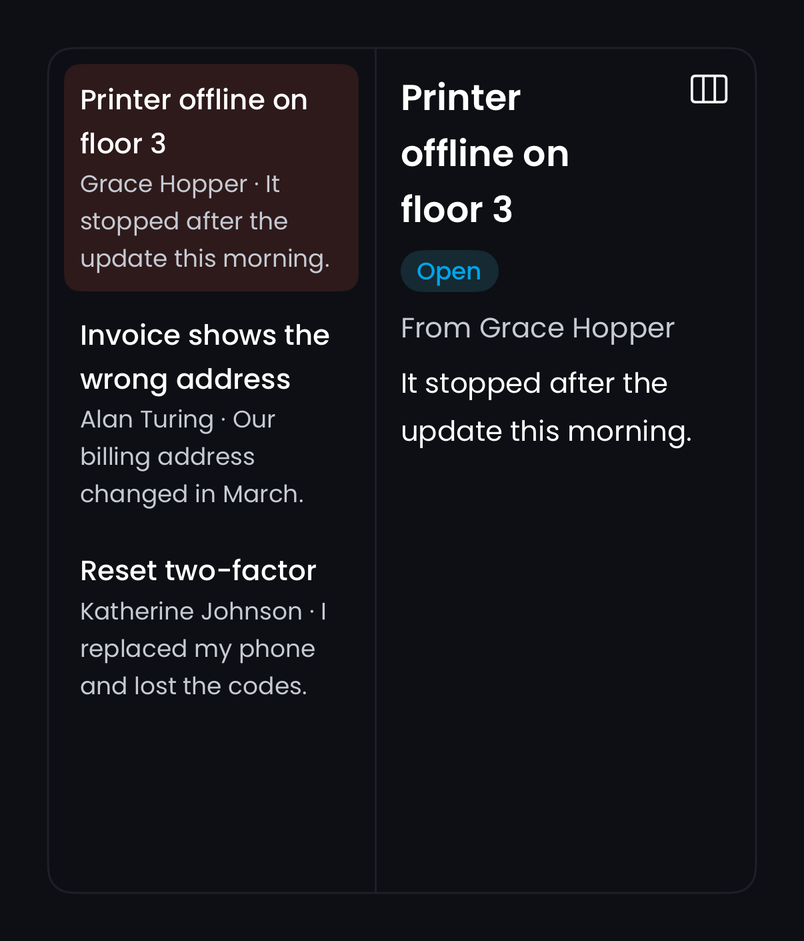 Printer offline on
floor 3
Grace Hopper · It
stopped after the
update this morning.
Invoice shows the
wrong address
Alan Turing · Our
billing address
changed in March.
Reset two-factor
Katherine Johnson · I
replaced my phone
and lost the codes.
Printer
offline on
floor 3
Open
From Grace Hopper
It stopped after the
update this morning.